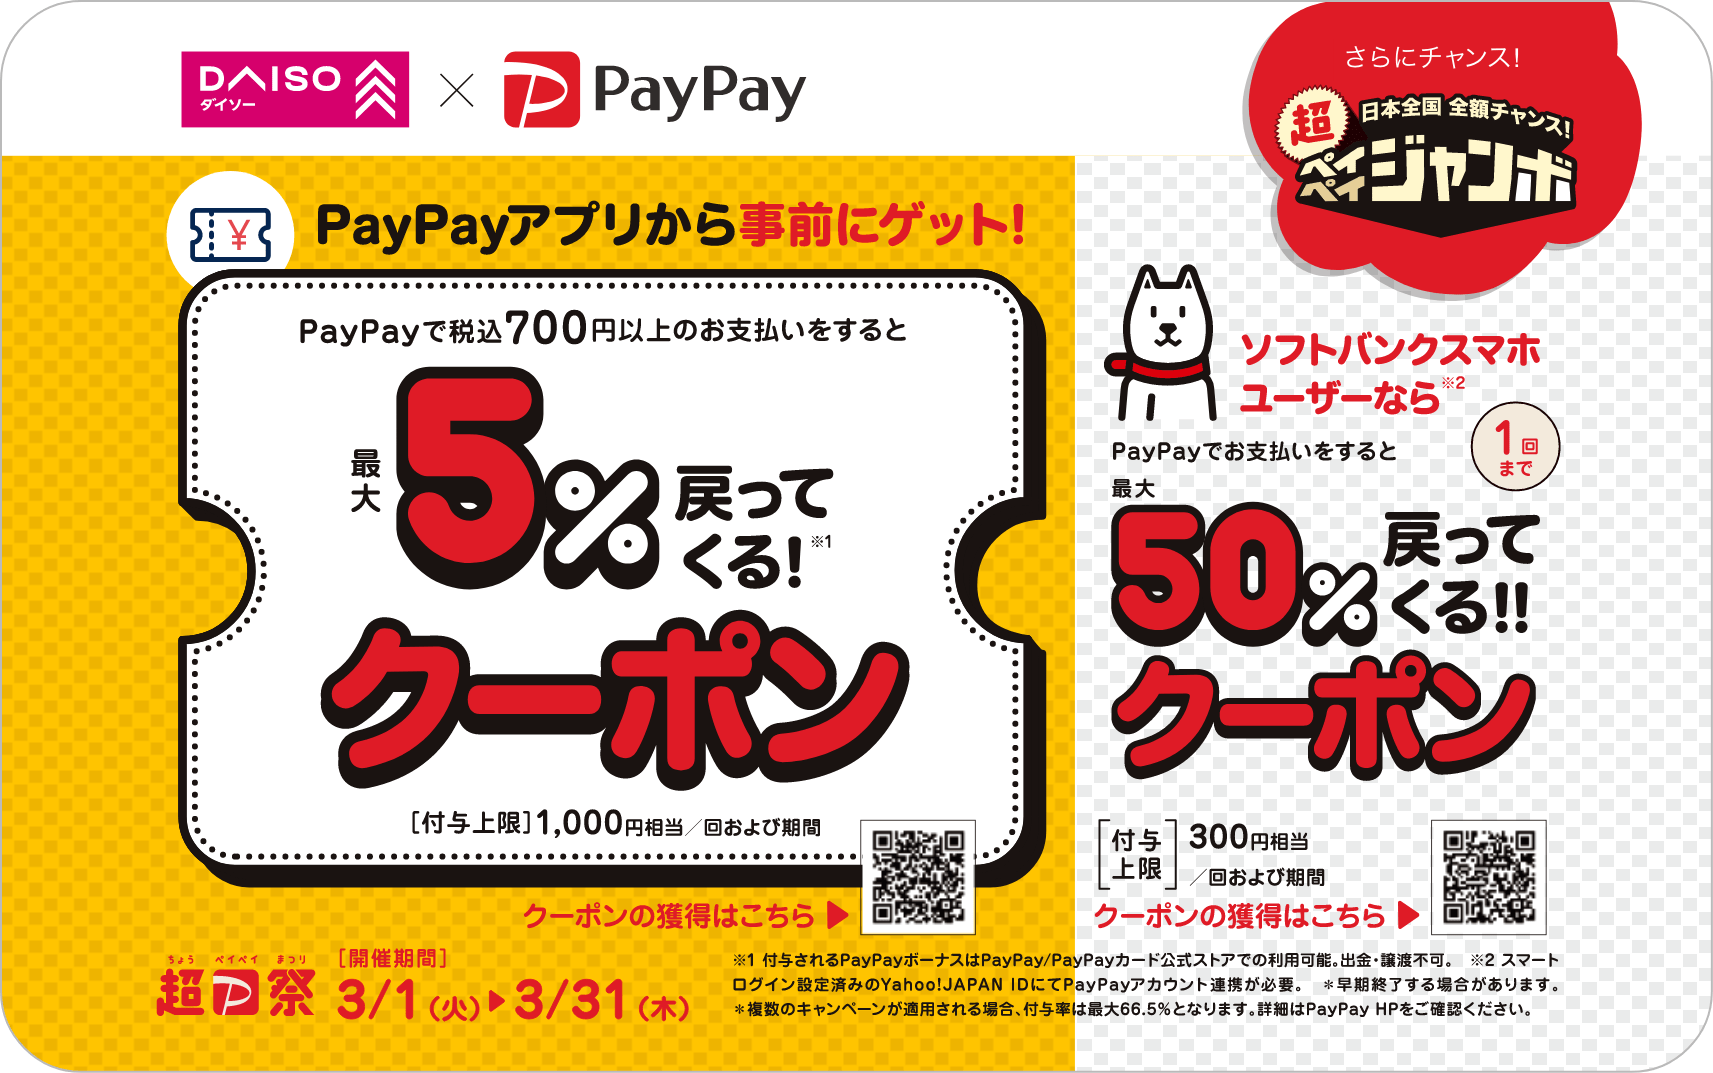 DAISO
ダイソー
×
PayPay
さらにチャンス!
超
日本全国 全額チャンス!
ペイペイジャンボ
¥
PayPayアプリから事前にゲット!
PayPayで税込700円以上のお支払いをすると
最大
5%戻ってくる!※1
クーポン
[付与上限]1,000円相当/回および期間
クーポンの獲得はこちら▶
ソフトバンクスマホ
ユーザーなら※2
1回
まで
PayPayでお支払いをすると
最大
50%戻ってくる!!
クーポン
[付与上限]300円相当
/回および期間
クーポンの獲得はこちら▶
ちょう ペイペイ まつり
超P祭
[開催期間]
3/1(火)▶3/31(木)
※1 付与されるPayPayボーナスはPayPay/PayPayカード公式ストアでの利用可能。出金・譲渡不可。 ※2 スマート
ログイン設定済みのYahoo!JAPAN IDにてPayPayアカウント連携が必要。 *早期終了する場合があります。
*複数のキャンペーンが適用される場合、付与率は最大66.5%となります。詳細はPayPay HPをご確認ください。